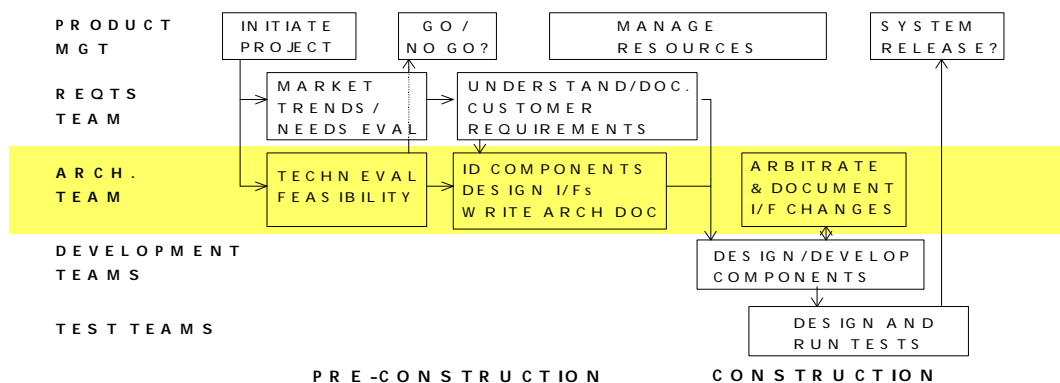 PRODUCT
MGT
INITIATE
PROJECT
GO /
NO GO?
MANAGE
RESOURCES
SYSTEM
RELEASE?
REQTS
TEAM
MARKET
TRENDS/
NEEDS EVAL
UNDERSTAND/DOC.
CUSTOMER
REQUIREMENTS
ARCH.
TEAM
TECHN EVAL
FEASIBILITY
ID COMPONENTS
DESIGN I/Fs
WRITE ARCH DOC
ARBITRATE
& DOCUMENT
I/F CHANGES
DEVELOPMENT
TEAMS
DESIGN/DEVELOP
COMPONENTS
TEST TEAMS
DESIGN AND
RUN TESTS
PRE-CONSTRUCTION
CONSTRUCTION